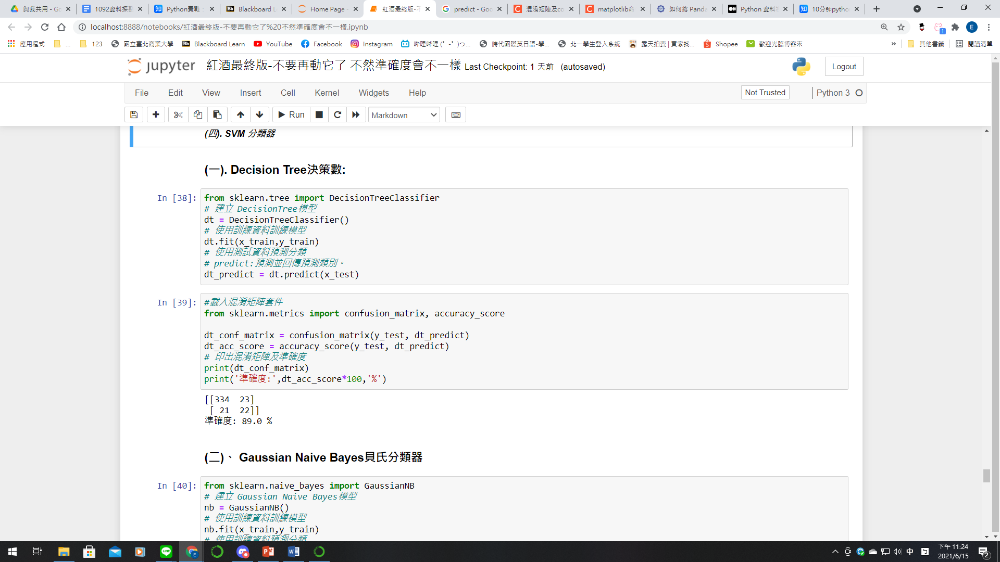 與我共用 - Go
1092資料探勘
Python實戰：
Blackboard L
Home Page -
紅酒最終版-不
predict - Goo
混淆矩陣及co
matplotlib命
如何將 Panda
Python 資料視
10分钟pytho
localhost:8888/notebooks/紅酒最終版-不要再動它了%20不然準確度會不一樣.ipynb
應用程式
...
123
國立臺北商業大學
Blackboard Learn
YouTube
Facebook
Instagram
哔哩哔哩 (゜-゜)つ...
時代國際英日語-學...
北一學生登入系統
露天拍賣 | 買家找...
Shopee
歡迎光臨博客來
»
其他書籤
閱讀清單
jupyter
紅酒最終版-不要再動它了 不然準確度會不一樣 Last Checkpoint: 1 天前 (autosaved)
Logout
File Edit View Insert Cell Kernel Widgets Help
Not Trusted
Python 3
Run
Markdown
(四). SVM 分類器
(一). Decision Tree決策數:
In [38]:
from sklearn.tree import DecisionTreeClassifier
# 建立 DecisionTree模型
dt = DecisionTreeClassifier()
# 使用訓練資料訓練模型
dt.fit(x_train,y_train)
# 使用測試資料預測分類
# predict:預測並回傳預測類別。
dt_predict = dt.predict(x_test)
In [39]:
#載入混淆矩陣套件
from sklearn.metrics import confusion_matrix, accuracy_score
dt_conf_matrix = confusion_matrix(y_test, dt_predict)
dt_acc_score = accuracy_score(y_test, dt_predict)
# 印出混淆矩陣及準確度
print(dt_conf_matrix)
print('準確度:',dt_acc_score*100,'%')
[[334  23]
[ 21  22]]
準確度: 89.0 %
(二)、 Gaussian Naive Bayes貝氏分類器
In [40]:
from sklearn.naive_bayes import GaussianNB
# 建立 Gaussian Naive Bayes模型
nb = GaussianNB()
# 使用訓練資料訓練模型
nb.fit(x_train,y_train)
# 使用訓練資料預測分類
中
下午 11:24
2021/6/15
2